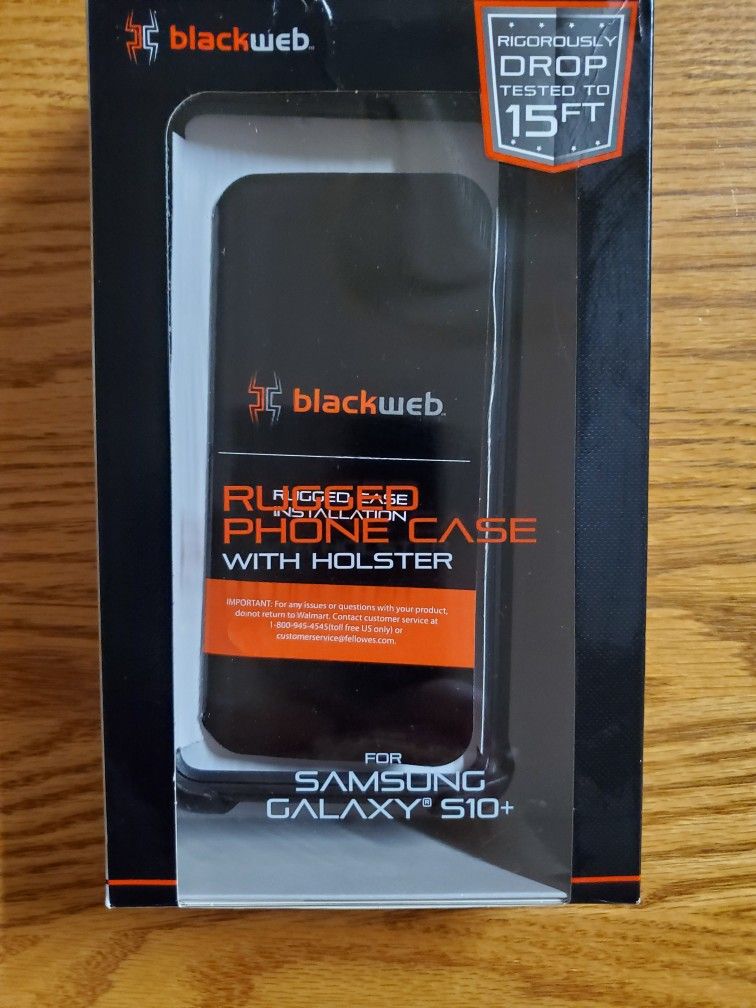 blackweb™
RIGOROUSLY
DROP
TESTED TO
15FT
blackweb™
RUGGED
PHONE CASE
WITH HOLSTER
RUGGED CASE
INSTALLATION
IMPORTANT: For any issues or questions with your product,
do not return to Walmart. Contact customer service at
1-800-945-4545(toll free US only) or
customerservice@fellowes.com.
FOR
SAMSUNG
GALAXY® S10+